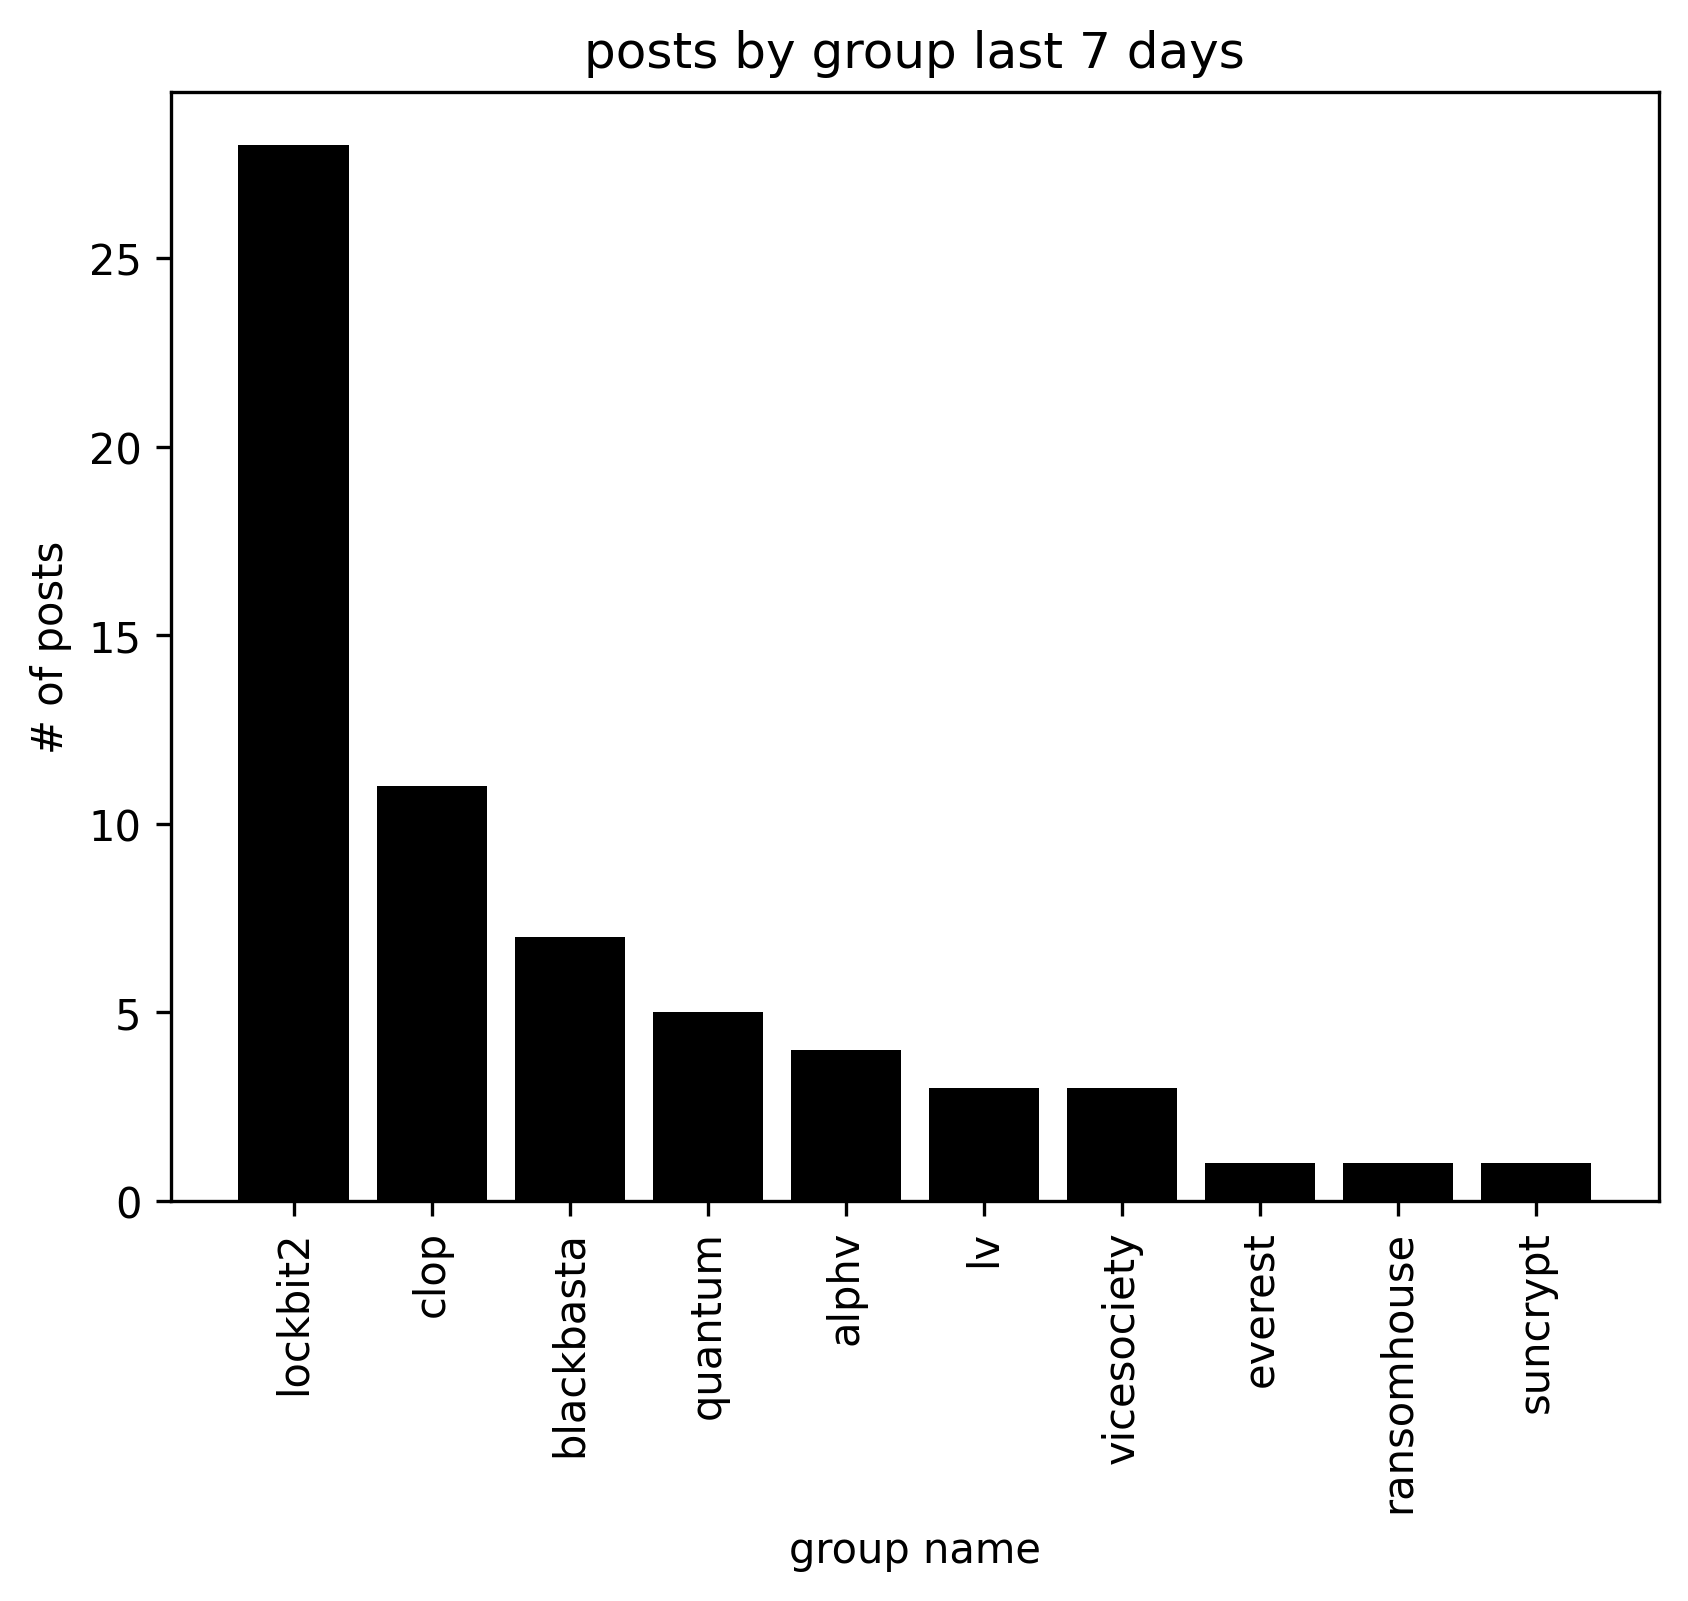 posts by group last 7 days
# of posts
25
20
15
10
5
0
lockbit2
clop
blackbasta
quantum
alphv
lv
vicesociety
everest
ransomhouse
suncrypt
group name